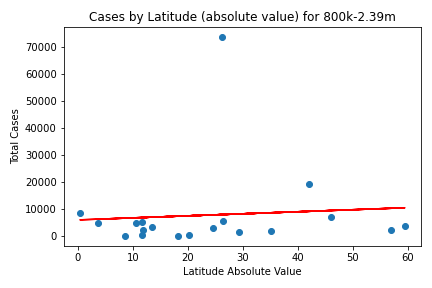 Cases by Latitude (absolute value) for 800k-2.39m
70000
60000
50000
40000
30000
20000
10000
0
Total Cases
0 10 20 30 40 50 60
Latitude Absolute Value